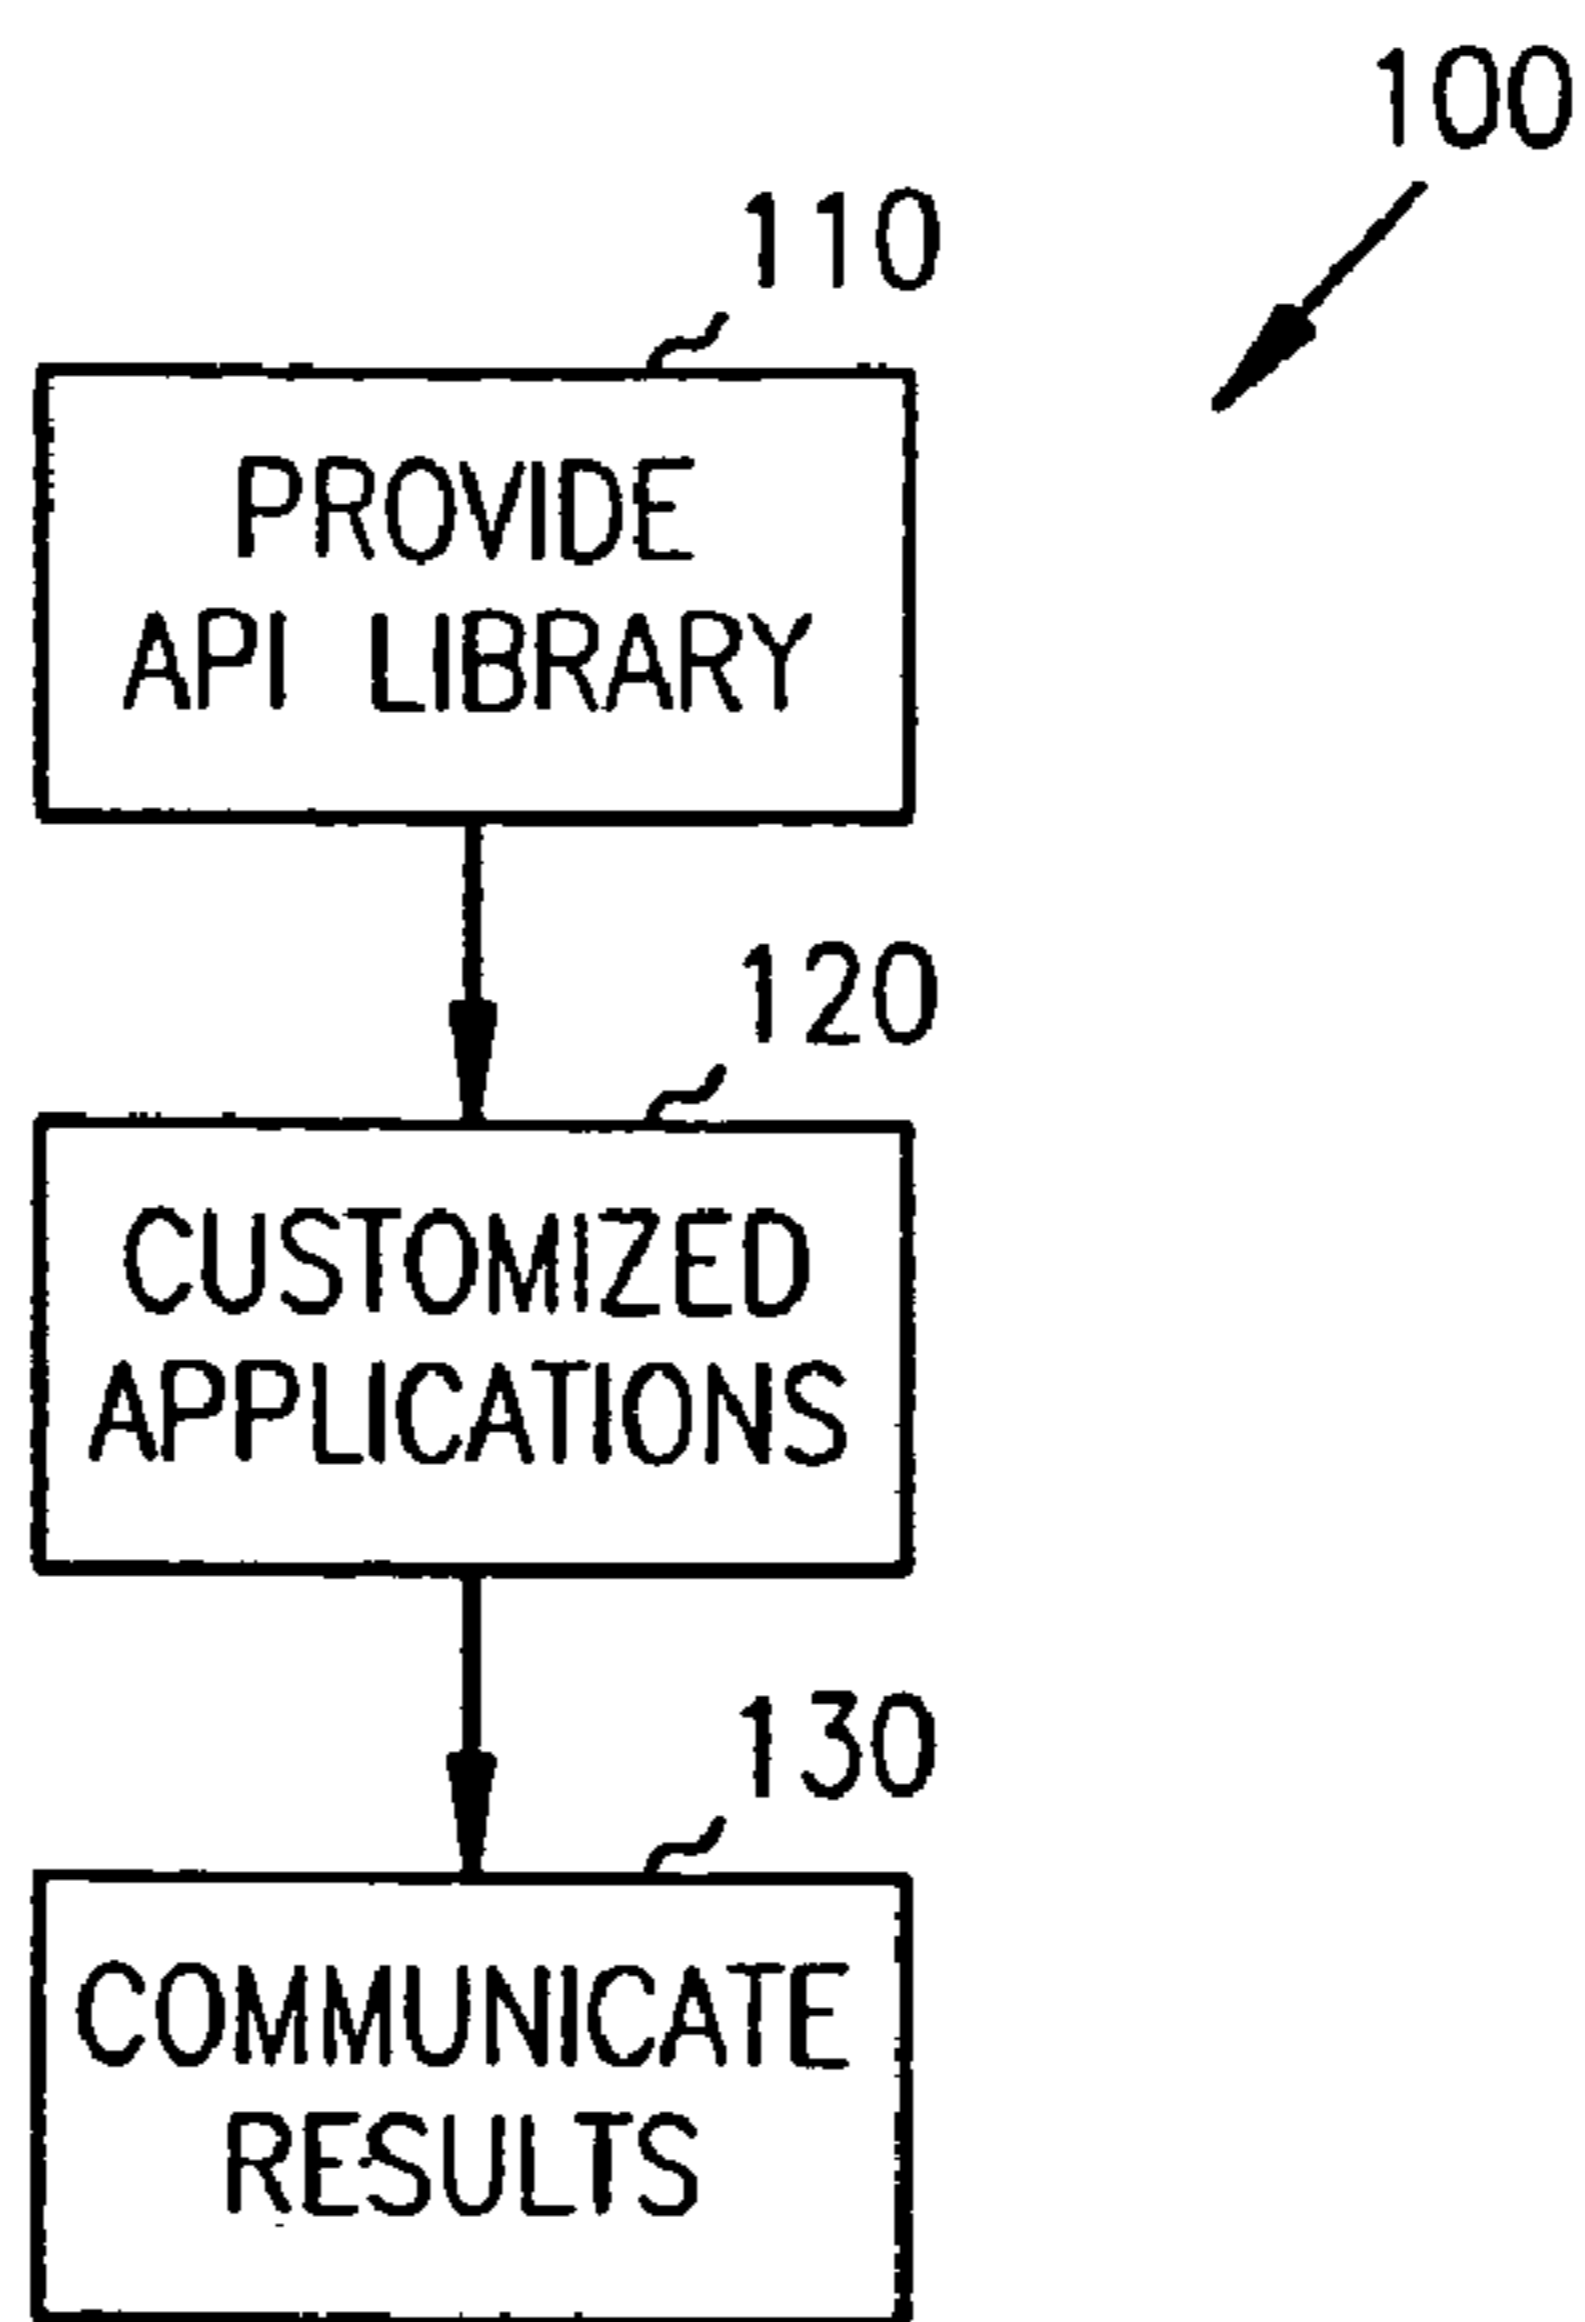 100
110
PROVIDE
API LIBRARY
120
CUSTOMIZED
APPLICATIONS
130
COMMUNICATE
RESULTS